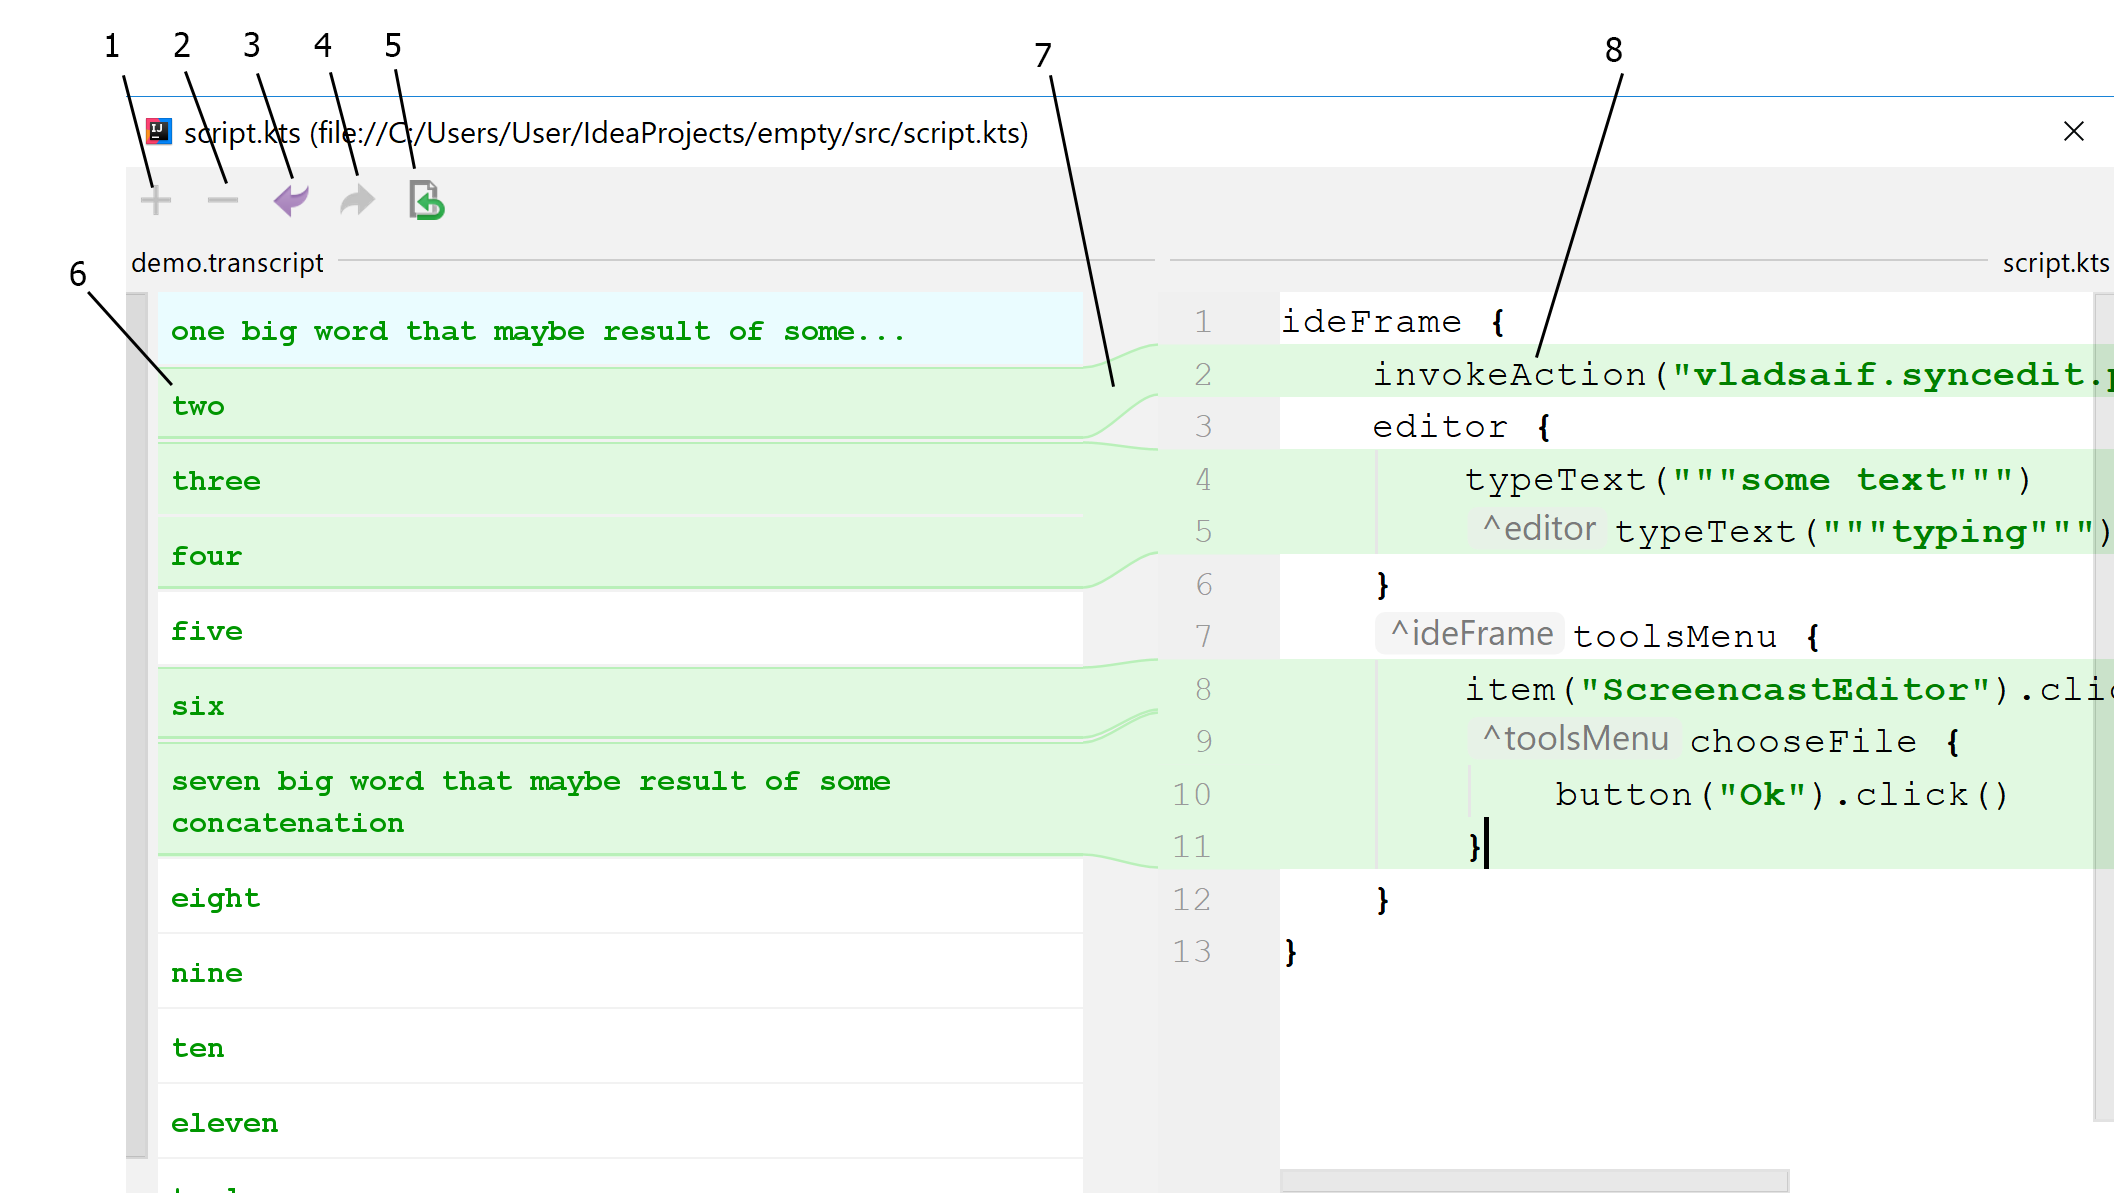 1 2 3 4 5 7 8
IJ script.kts (file://C:/Users/User/IdeaProjects/empty/src/script.kts)
6 demo.transcript script.kts
one big word that maybe result of some...
two
three
four
five
six
seven big word that maybe result of some
concatenation
eight
nine
ten
eleven
1 ideFrame {
2 invokeAction("vladsaif.syncedit.p
3 editor {
4 typeText("""some text""")
5 ^editor typeText("""typing""")
6 }
7 ^ideFrame toolsMenu {
8 item("ScreencastEditor").clic
9 ^toolsMenu chooseFile {
10 button("Ok").click()
11 }
12 }
13 }